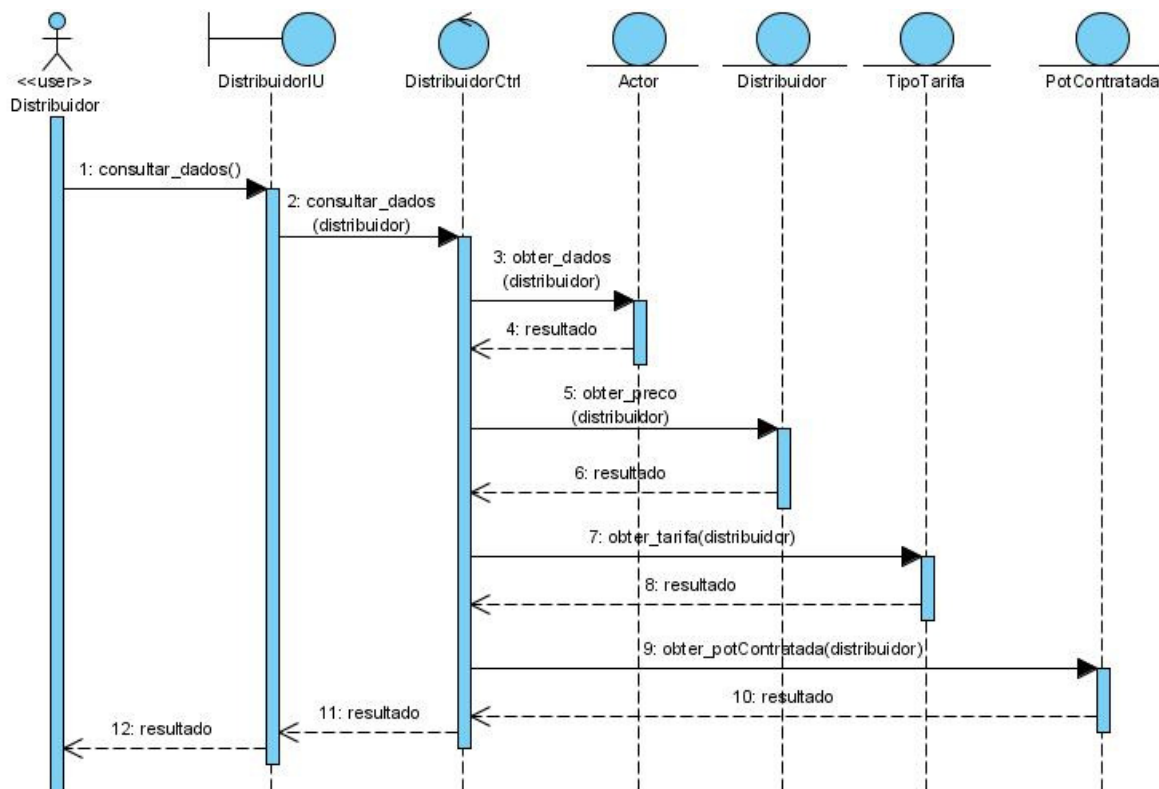 <<user>>
Distribuidor
DistribuidorIU
DistribuidorCtrl
Actor
Distribuidor
TipoTarifa
PotContratada
1: consultar_dados()
2: consultar_dados
(distribuidor)
3: obter_dados
(distribuidor)
4: resultado
5: obter_preco
(distribuidor)
6: resultado
7: obter_tarifa(distribuidor)
8: resultado
9: obter_potContratada(distribuidor)
10: resultado
11: resultado
12: resultado